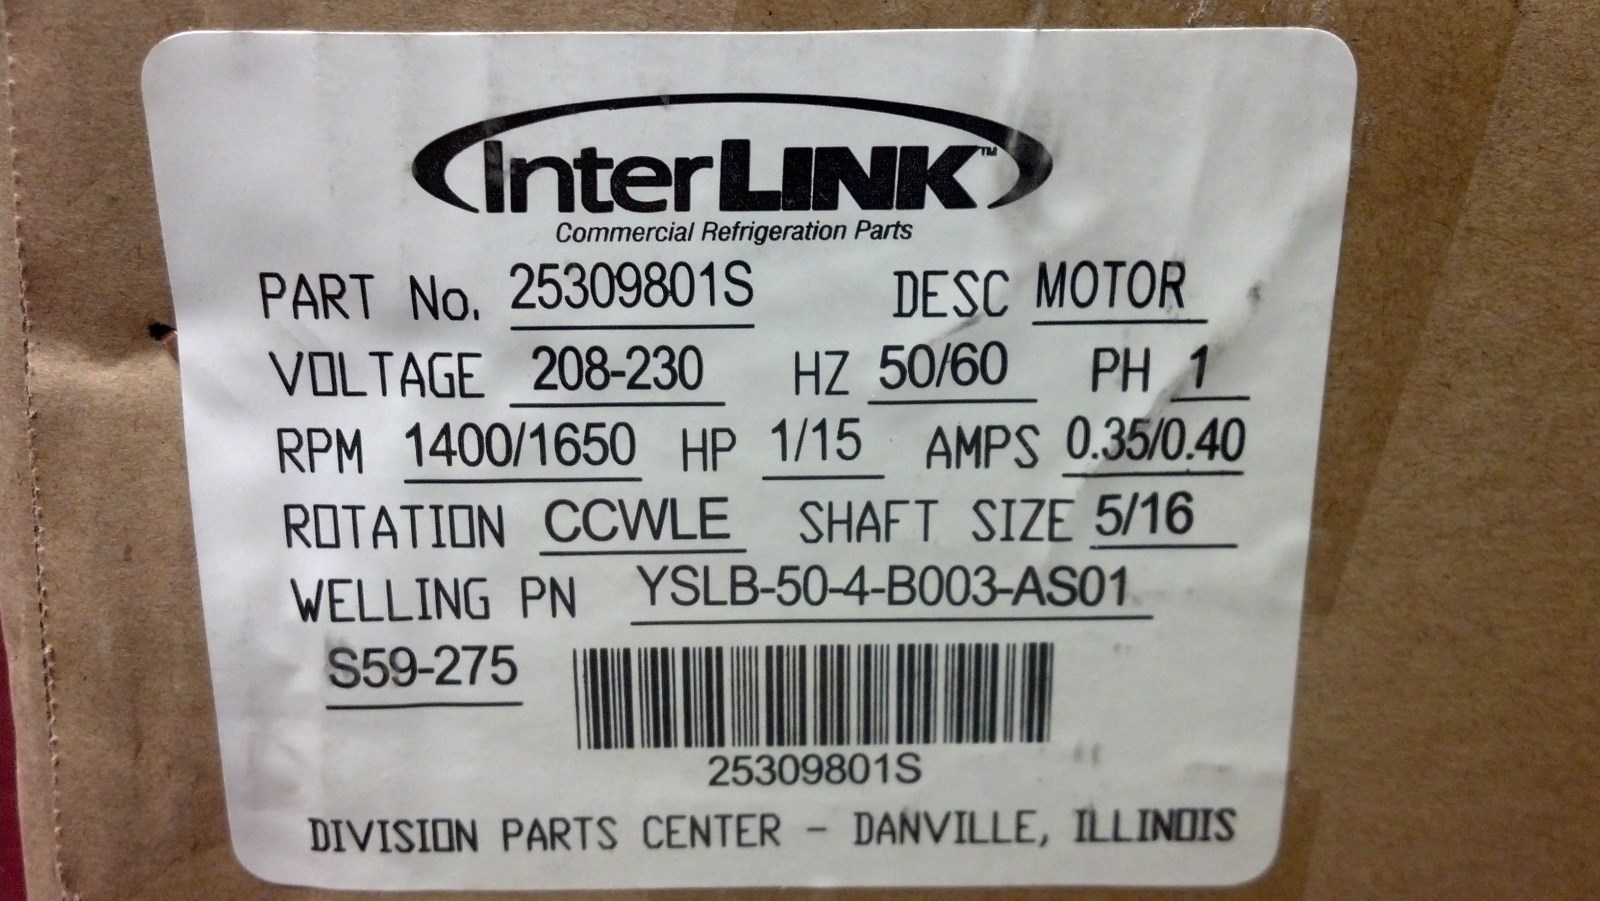 InterLINK™
Commercial Refrigeration Parts
PART No. 25309801S DESC MOTOR
VOLTAGE 208-230 HZ 50/60 PH 1
RPM 1400/1650 HP 1/15 AMPS 0.35/0.40
ROTATION CCWLE SHAFT SIZE 5/16
WELLING PN YSLB-50-4-B003-AS01
S59-275
25309801S
DIVISION PARTS CENTER - DANVILLE, ILLINOIS